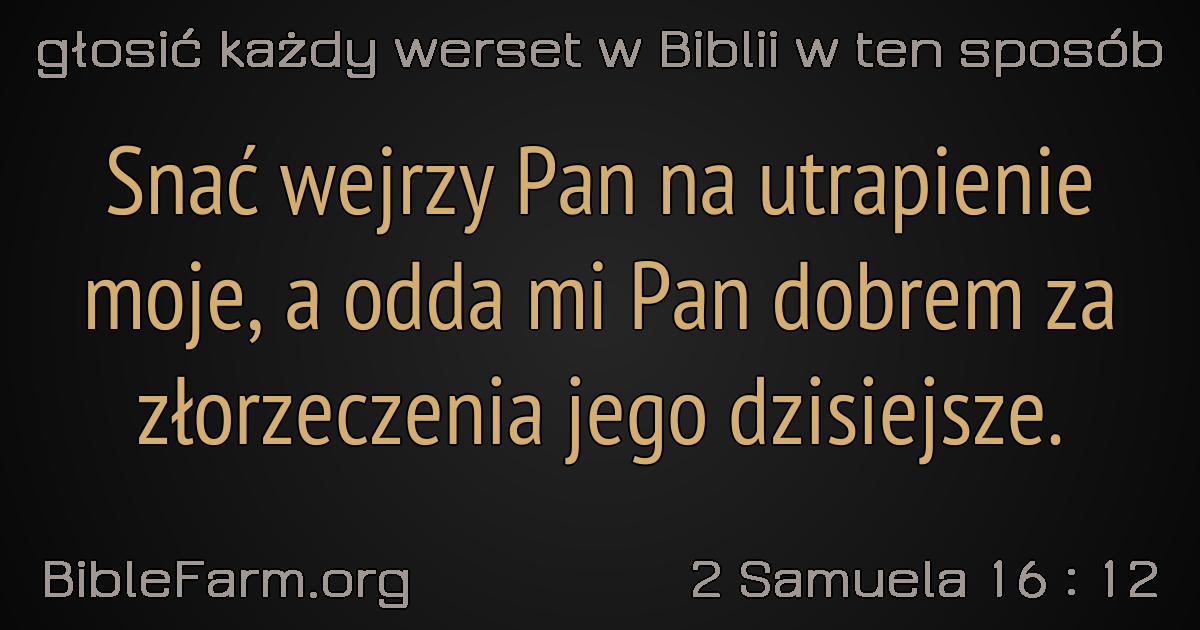 głosić każdy werset w Biblii w ten sposób
Snać wejrzy Pan na utrapienie
moje, a odda mi Pan dobrem za
złorzeczenia jego dzisiejsze.
BibleFarm.org
2 Samuela 16 : 12